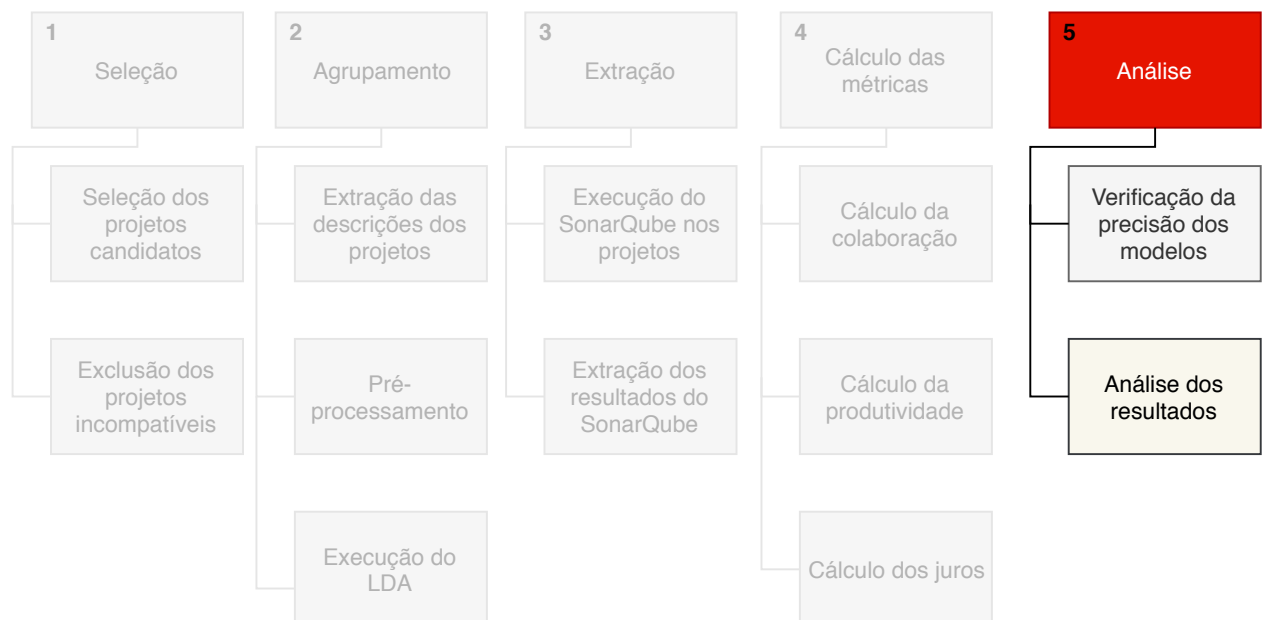 1
Seleção
Seleção dos
projetos
candidatos
Exclusão dos
projetos
incompatíveis
2
Agrupamento
Extração das
descrições dos
projetos
Pré-
processamento
Execução do
LDA
3
Extração
Execução do
SonarQube nos
projetos
Extração dos
resultados do
SonarQube
4
Cálculo das
métricas
Cálculo da
colaboração
Cálculo da
produtividade
Cálculo dos juros
5
Análise
Verificação da
precisão dos
modelos
Análise dos
resultados